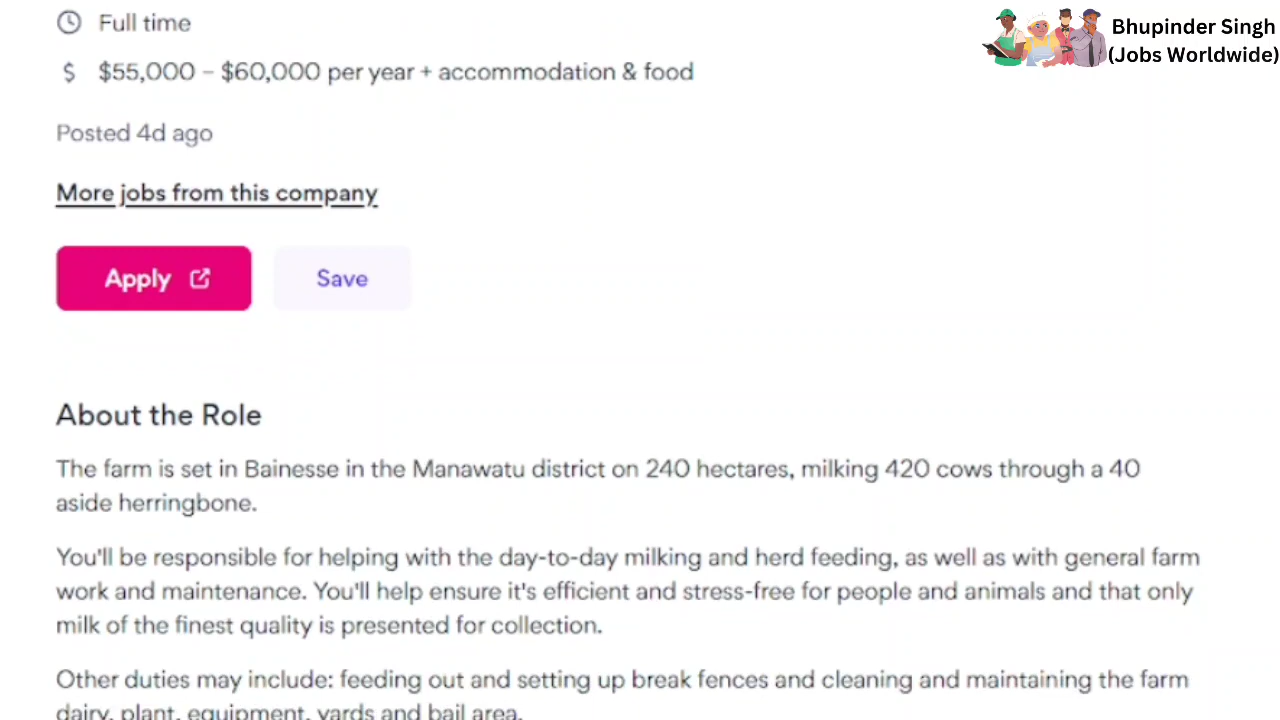 Full time
$ $55,000 – $60,000 per year + accommodation & food
Posted 4d ago
More jobs from this company
Apply
Save
About the Role
The farm is set in Bainesse in the Manawatu district on 240 hectares, milking 420 cows through a 40
aside herringbone.
You'll be responsible for helping with the day-to-day milking and herd feeding, as well as with general farm
work and maintenance. You'll help ensure it's efficient and stress-free for people and animals and that only
milk of the finest quality is presented for collection.
Other duties may include: feeding out and setting up break fences and cleaning and maintaining the farm
dairy, plant, equipment, yards and bail area.
Bhupinder Singh
(Jobs Worldwide)